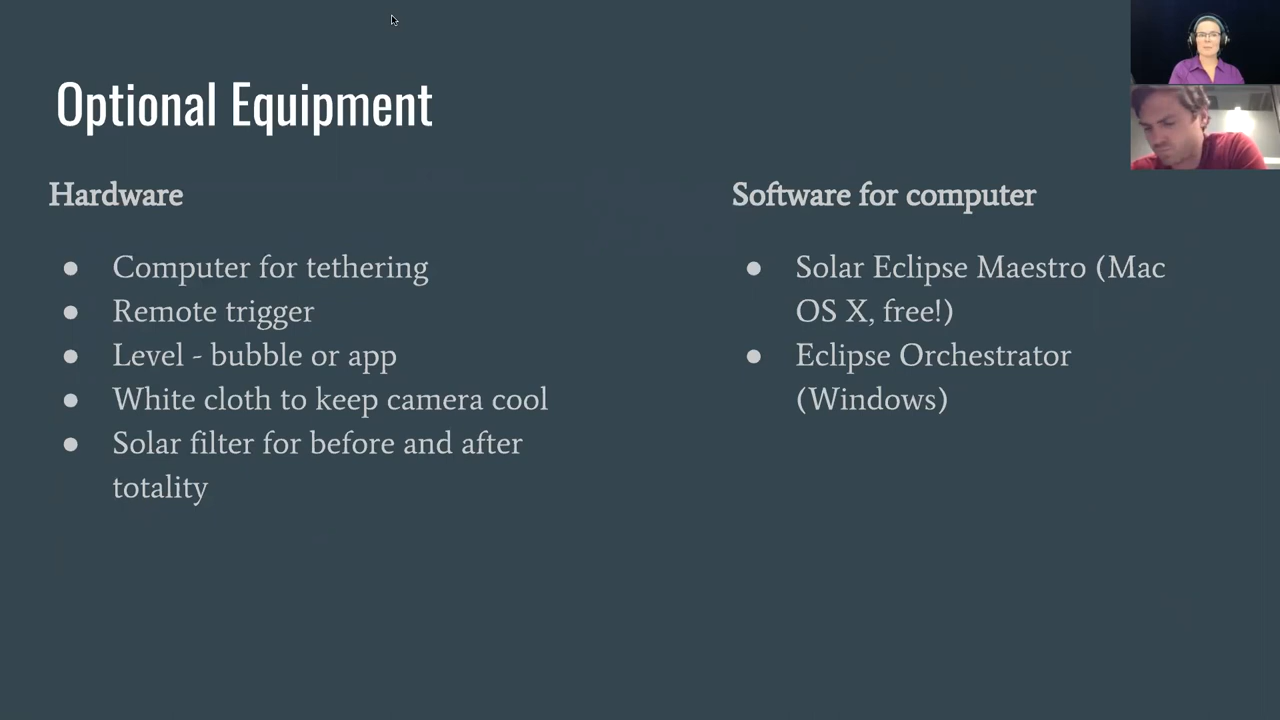 Optional Equipment
Hardware
● Computer for tethering
● Remote trigger
● Level - bubble or app
● White cloth to keep camera cool
● Solar filter for before and after
totality
Software for computer
● Solar Eclipse Maestro (Mac
OS X, free!)
● Eclipse Orchestrator
(Windows)